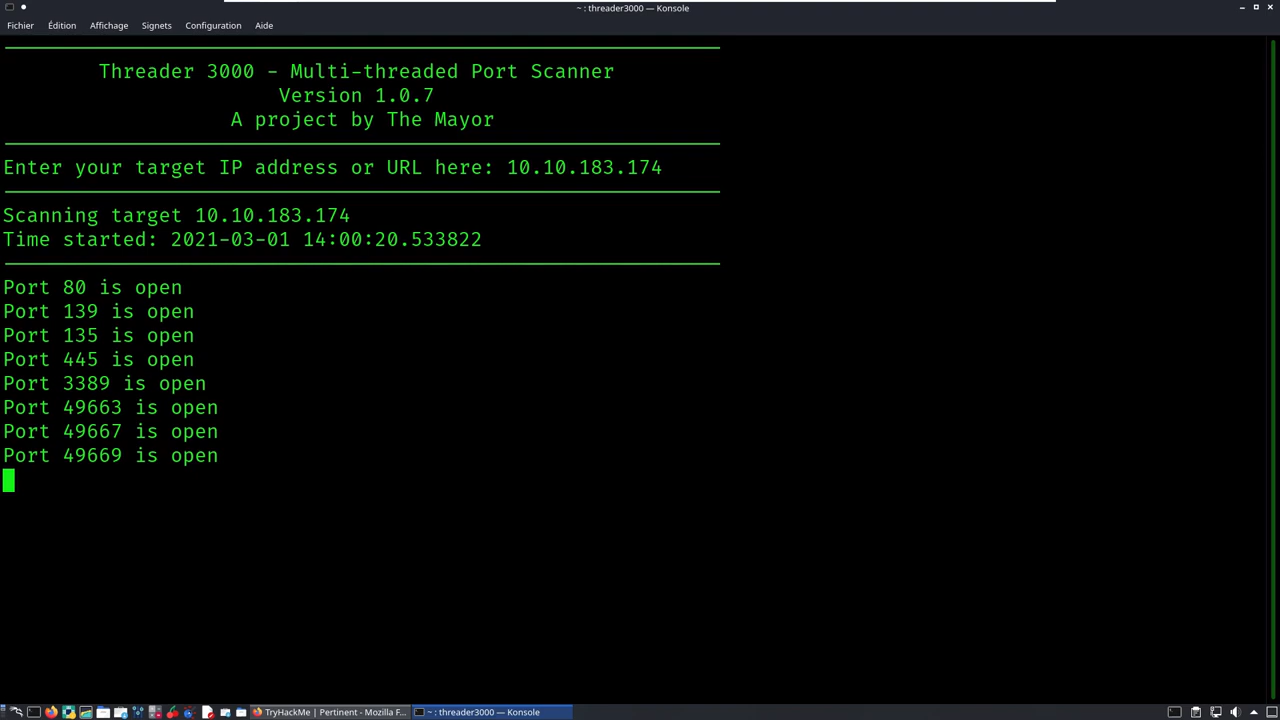 ~ : threader3000 — Konsole
Fichier Édition Affichage Signets Configuration Aide
Threader 3000 - Multi-threaded Port Scanner
Version 1.0.7
A project by The Mayor
Enter your target IP address or URL here: 10.10.183.174
Scanning target 10.10.183.174
Time started: 2021-03-01 14:00:20.533822
Port 80 is open
Port 139 is open
Port 135 is open
Port 445 is open
Port 3389 is open
Port 49663 is open
Port 49667 is open
Port 49669 is open
TryHackMe | Pertinent - Mozilla F... ~ : threader3000 — Konsole